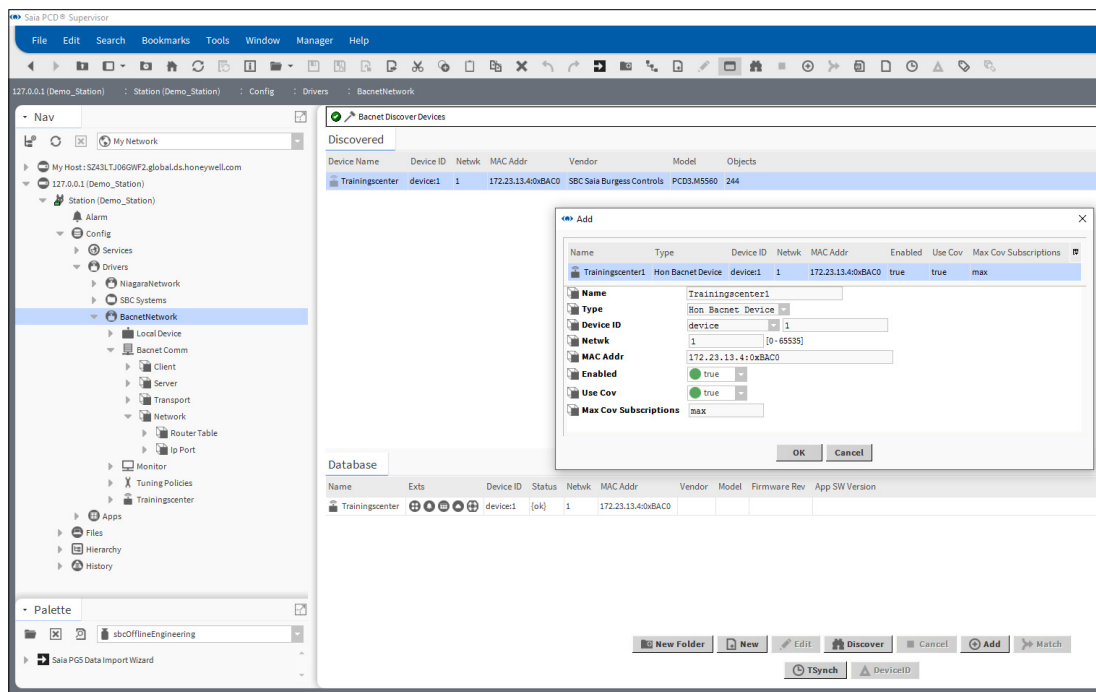 Saia PCD® Supervisor
File Edit Search Bookmarks Tools Window Manager Help
127.0.0.1 (Demo_Station) : Station (Demo_Station) : Config : Drivers : BacnetNetwork
Nav
My Network
My Host : SZ43LTJ06GWF2.global.ds.honeywell.com
127.0.0.1 (Demo_Station)
Station (Demo_Station)
Alarm
Config
Services
Drivers
NiagaraNetwork
SBC Systems
BacnetNetwork
Local Device
Bacnet Comm
Client
Server
Transport
Network
Router Table
Ip Port
Monitor
Tuning Policies
Trainingscenter
Apps
Files
Hierarchy
History
Palette
sbcOfflineEngineering
Saia PG5 Data Import Wizard
Bacnet Discover Devices
Discovered
Device Name Device ID Netwk MAC Addr Vendor Model Objects
Trainingscenter device:1 1 172.23.13.4:0xBAC0 SBC Saia Burgess Controls PCD3.M5560 244
Add
Name Type Device ID Netwk MAC Addr Enabled Use Cov Max Cov Subscriptions
Trainingscenter1 Hon Bacnet Device device:1 1 172.23.13.4:0xBAC0 true true max
Name Trainingscenter1
Type Hon Bacnet Device
Device ID device 1
Netwk 1 [0 - 65535]
MAC Addr 172.23.13.4:0xBAC0
Enabled true
Use Cov true
Max Cov Subscriptions max
OK Cancel
Database
Name Exts Device ID Status Netwk MAC Addr Vendor Model Firmware Rev App SW Version
Trainingscenter device:1 {ok} 1 172.23.13.4:0xBAC0
New Folder New Edit Discover Cancel Add Match
TSynch DeviceID